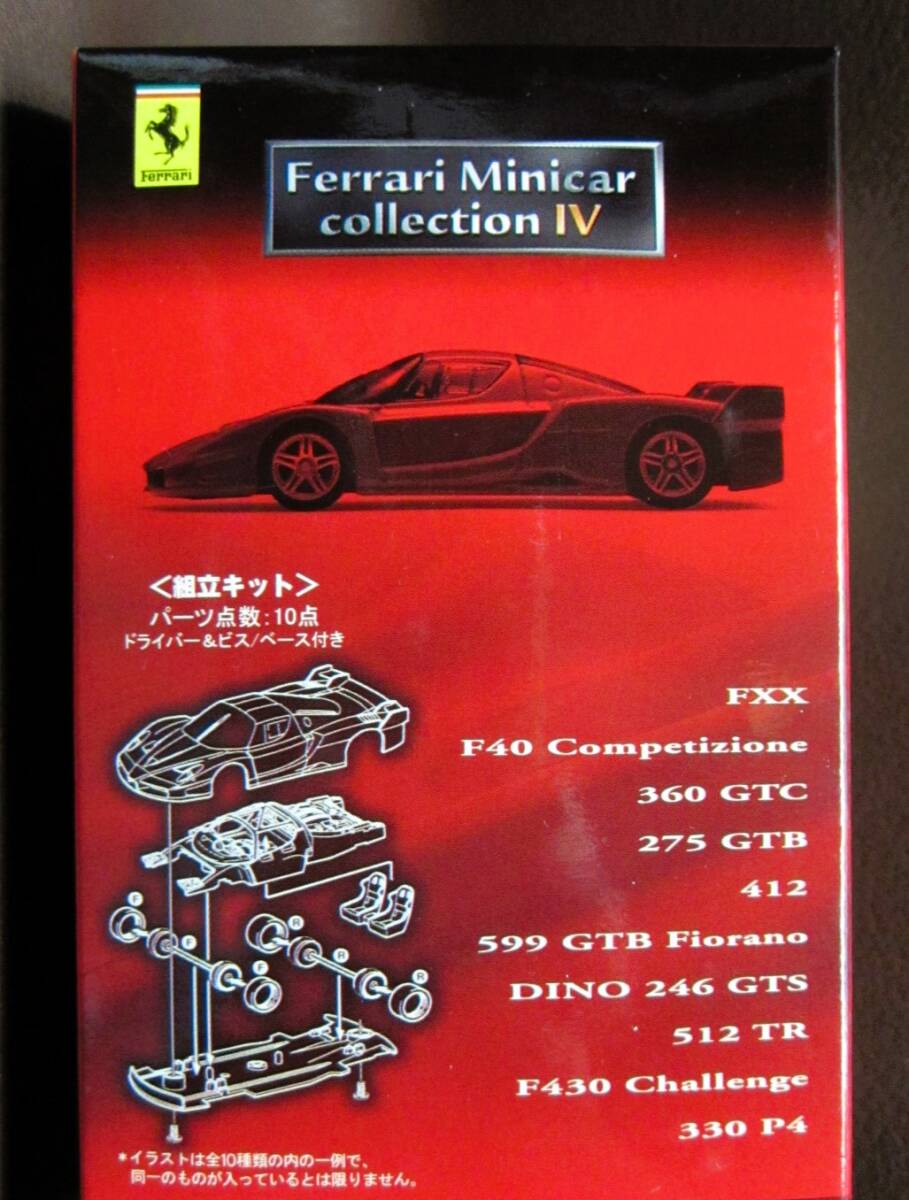 Ferrari
Ferrari Minicar
collection IV
＜組立キット＞
パーツ点数:10点
ドライバー&ビス/ベース付き
FXX
F40 Competizione
360 GTC
275 GTB
412
599 GTB Fiorano
DINO 246 GTS
512 TR
F430 Challenge
330 P4
F
F
F
R
R
R
*イラストは全10種類の内の一例で、
同一のものが入っているとは限りません。